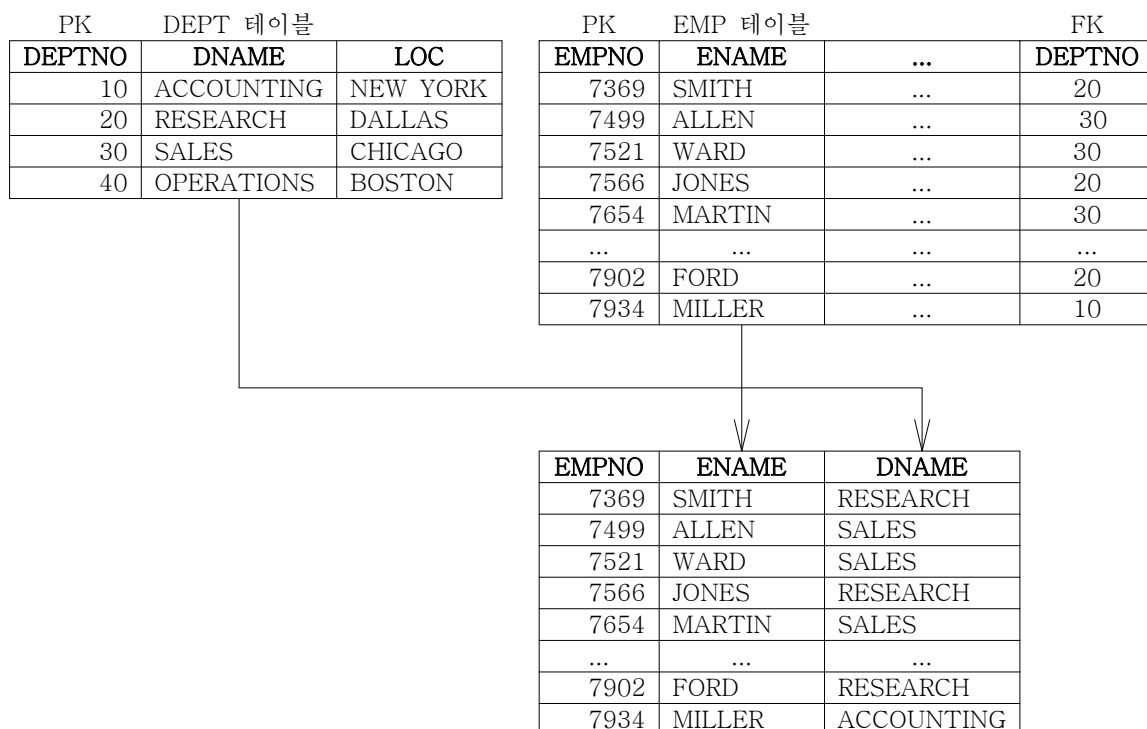 PK DEPT 테이블
DEPTNO DNAME LOC
10 ACCOUNTING NEW YORK
20 RESEARCH DALLAS
30 SALES CHICAGO
40 OPERATIONS BOSTON
PK EMP 테이블 FK
EMPNO ENAME ... DEPTNO
7369 SMITH ... 20
7499 ALLEN ... 30
7521 WARD ... 30
7566 JONES ... 20
7654 MARTIN ... 30
... ... ... ...
7902 FORD ... 20
7934 MILLER ... 10
EMPNO ENAME DNAME
7369 SMITH RESEARCH
7499 ALLEN SALES
7521 WARD SALES
7566 JONES RESEARCH
7654 MARTIN SALES
... ... ...
7902 FORD RESEARCH
7934 MILLER ACCOUNTING